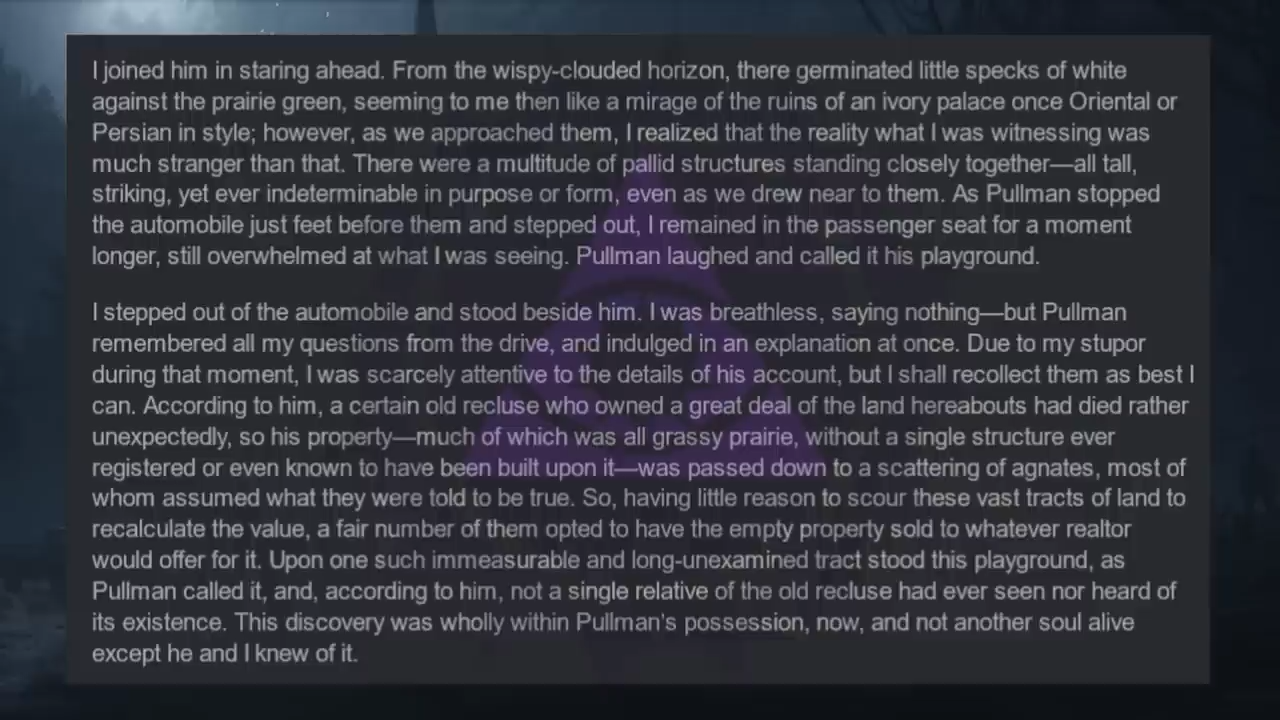 I joined him in staring ahead. From the wispy-clouded horizon, there germinated little specks of white
against the prairie green, seeming to me then like a mirage of the ruins of an ivory palace once Oriental or
Persian in style; however, as we approached them, I realized that the reality what I was witnessing was
much stranger than that. There were a multitude of pallid structures standing closely together—all tall,
striking, yet ever indeterminable in purpose or form, even as we drew near to them. As Pullman stopped
the automobile just feet before them and stepped out, I remained in the passenger seat for a moment
longer, still overwhelmed at what I was seeing. Pullman laughed and called it his playground.
I stepped out of the automobile and stood beside him. I was breathless, saying nothing—but Pullman
remembered all my questions from the drive, and indulged in an explanation at once. Due to my stupor
during that moment, I was scarcely attentive to the details of his account, but I shall recollect them as best I
can. According to him, a certain old recluse who owned a great deal of the land hereabouts had died rather
unexpectedly, so his property—much of which was all grassy prairie, without a single structure ever
registered or even known to have been built upon it—was passed down to a scattering of agnates, most of
whom assumed what they were told to be true. So, having little reason to scour these vast tracts of land to
recalculate the value, a fair number of them opted to have the empty property sold to whatever realtor
would offer for it. Upon one such immeasurable and long-unexamined tract stood this playground, as
Pullman called it, and, according to him, not a single relative of the old recluse had ever seen nor heard of
its existence. This discovery was wholly within Pullman's possession, now, and not another soul alive
except he and I knew of it.